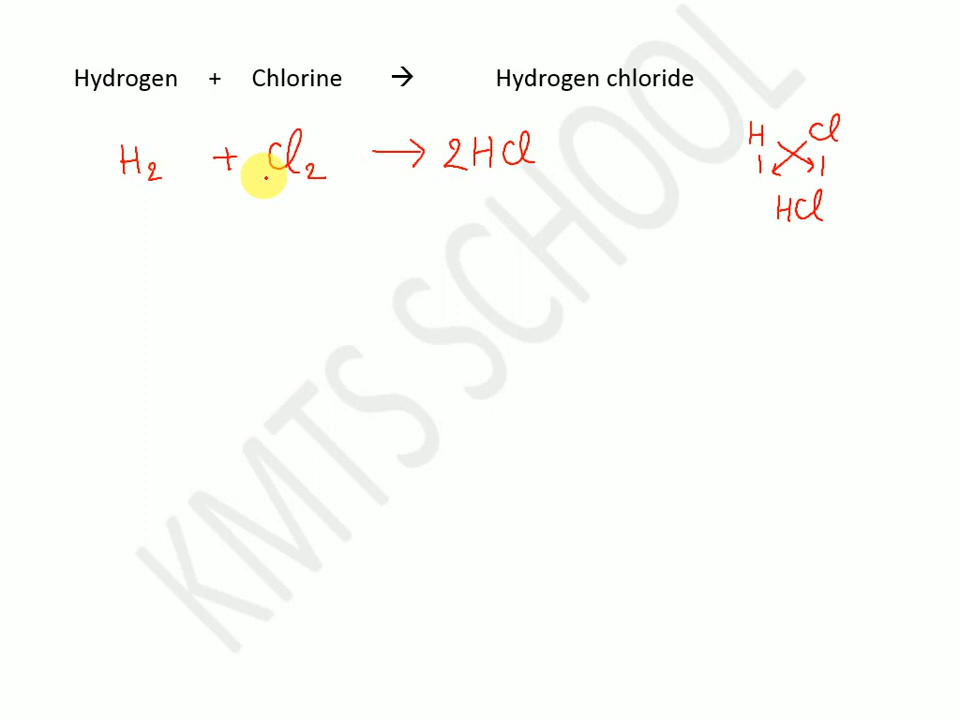 Hydrogen + Chlorine → Hydrogen chloride
H₂ + Cl₂ → 2HCl
H Cl
1 1
HCl
KMTS SCHOOL